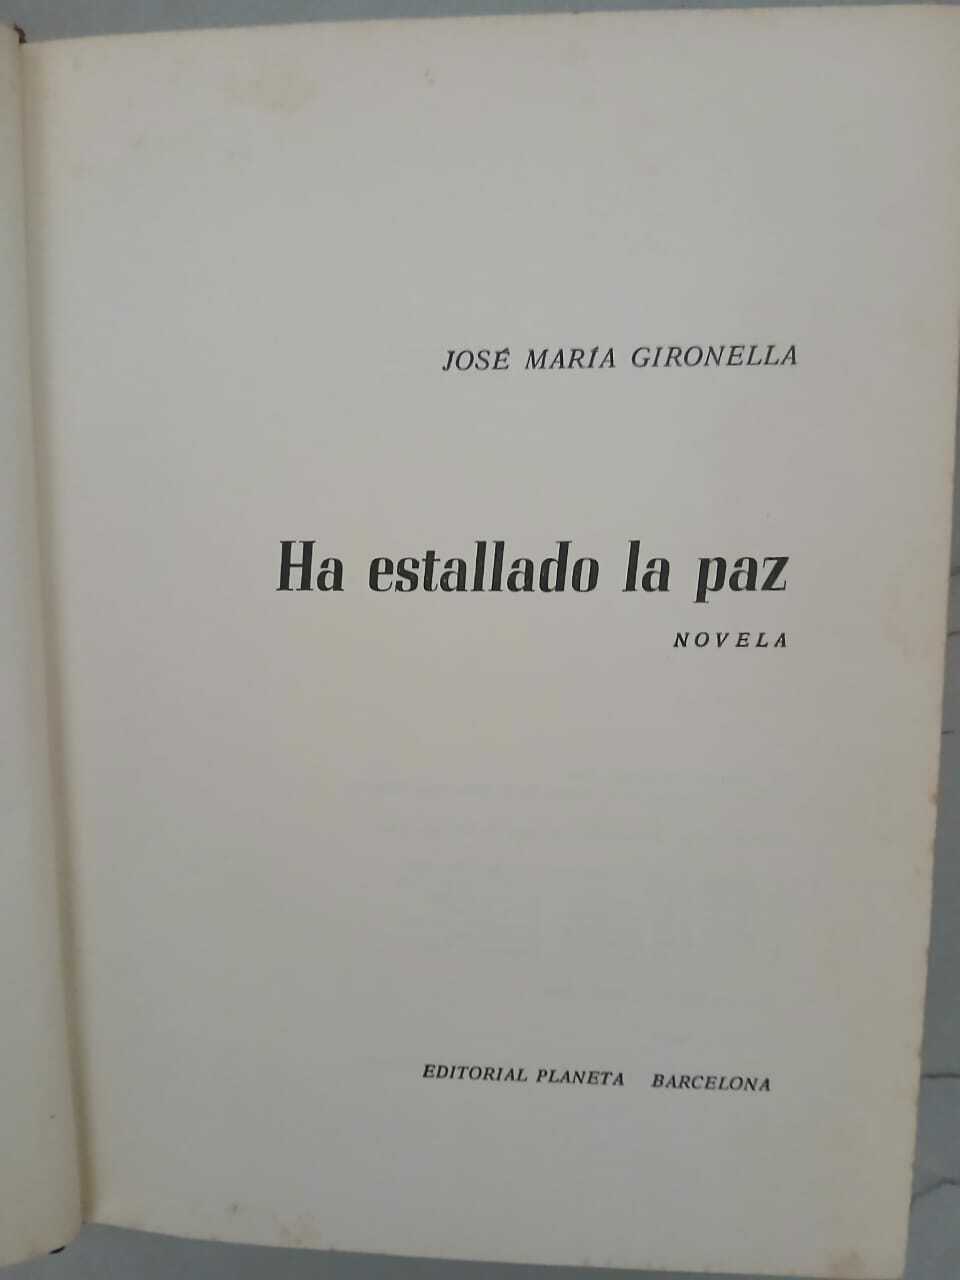 JOSÉ MARÍA GIRONELLA
Ha estallado la paz
NOVELA
EDITORIAL PLANETA BARCELONA